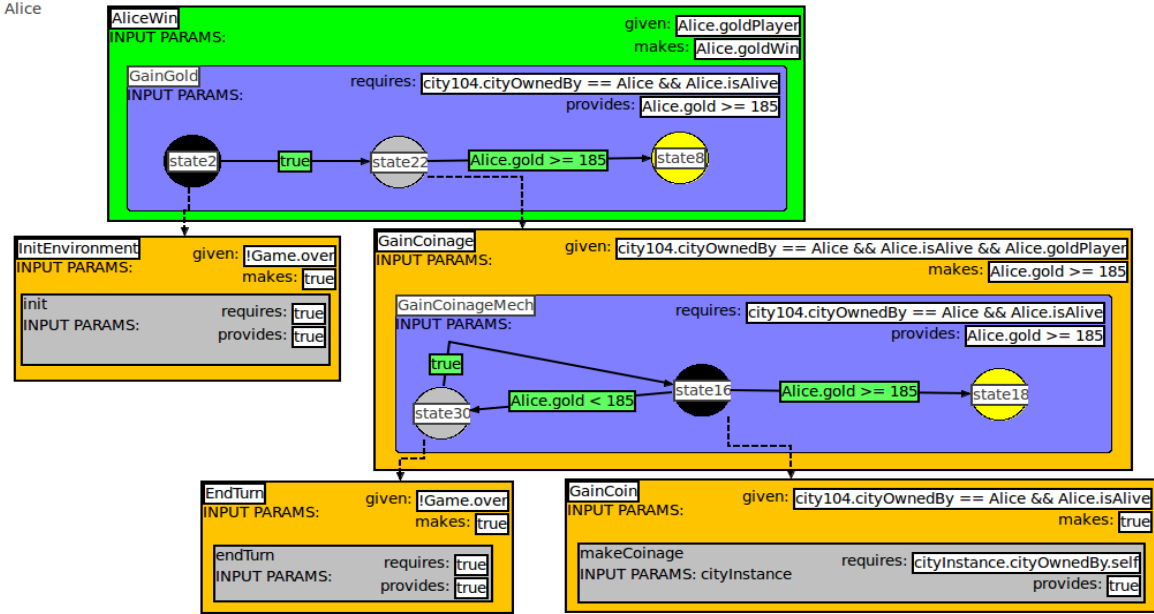 Alice
AliceWin
given: Alice.goldPlayer
INPUT PARAMS:
makes: Alice.goldWin
GainGold
requires: city104.cityOwnedBy == Alice && Alice.isAlive
INPUT PARAMS:
provides: Alice.gold >= 185
state2
true
state22
Alice.gold >= 185
state8
InitEnvironment
given: !Game.over
INPUT PARAMS:
makes: true
init
requires: true
INPUT PARAMS:
provides: true
GainCoinage
given: city104.cityOwnedBy == Alice && Alice.isAlive && Alice.goldPlayer
INPUT PARAMS:
makes: Alice.gold >= 185
GainCoinageMech
requires: city104.cityOwnedBy == Alice && Alice.isAlive
INPUT PARAMS:
provides: Alice.gold >= 185
true
state30
Alice.gold < 185
state16
Alice.gold >= 185
state18
EndTurn
given: !Game.over
INPUT PARAMS:
makes: true
endTurn
requires: true
INPUT PARAMS:
provides: true
GainCoin
given: city104.cityOwnedBy == Alice && Alice.isAlive
INPUT PARAMS:
makes: true
makeCoinage
requires: cityInstance.cityOwnedBy.self
INPUT PARAMS: cityInstance
provides: true